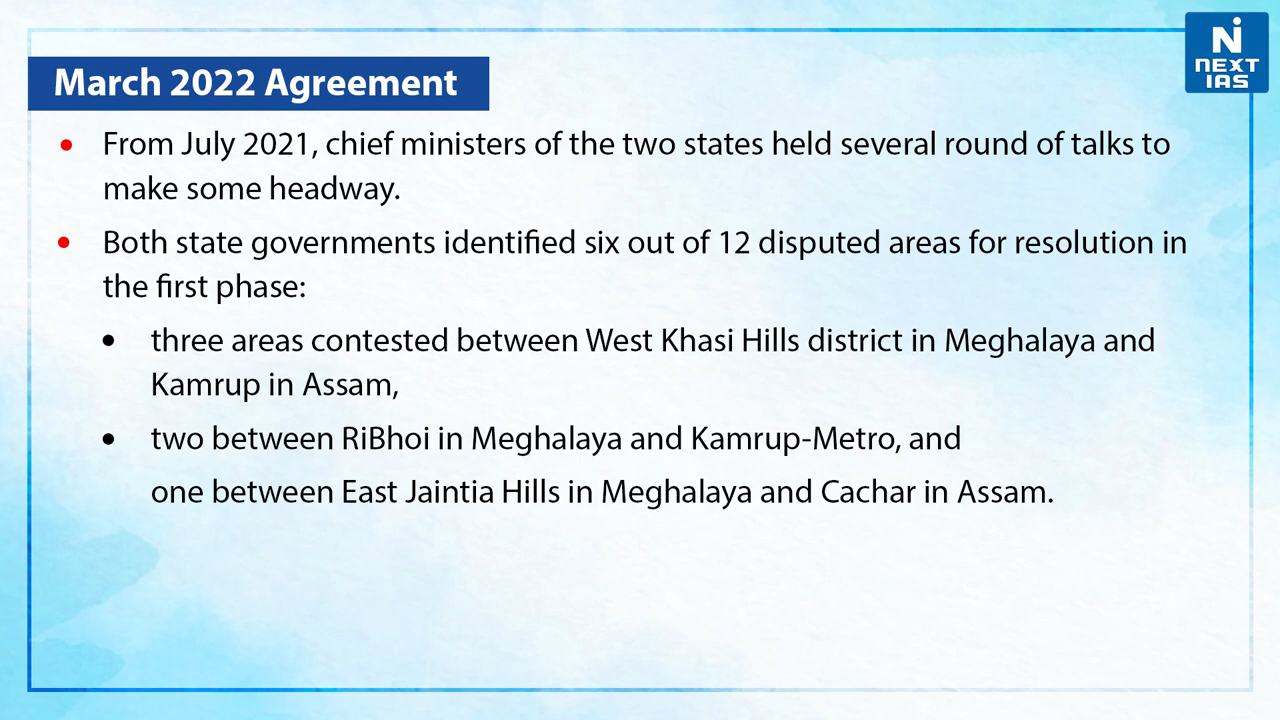 NEXT
IAS
March 2022 Agreement
• From July 2021, chief ministers of the two states held several round of talks to
make some headway.
• Both state governments identified six out of 12 disputed areas for resolution in
the first phase:
• three areas contested between West Khasi Hills district in Meghalaya and
Kamrup in Assam,
• two between RiBhoi in Meghalaya and Kamrup-Metro, and
one between East Jaintia Hills in Meghalaya and Cachar in Assam.